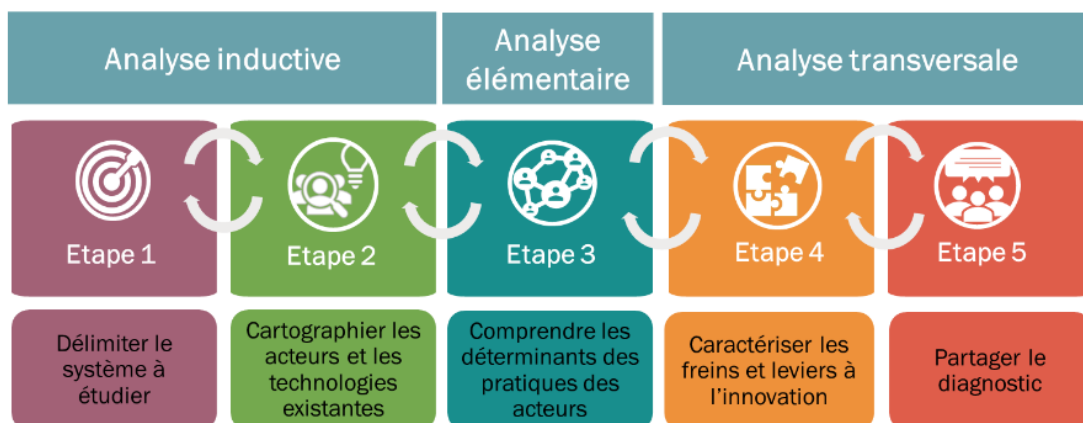 Analyse inductive
Analyse
élémentaire
Analyse transversale
Etape 1
Etape 2
Etape 3
Etape 4
Etape 5
Délimiter le
système à
étudier
Cartographier les
acteurs et les
technologies
existantes
Comprendre les
déterminants des
pratiques des
acteurs
Caractériser les
freins et leviers à
l'innovation
Partager le
diagnostic